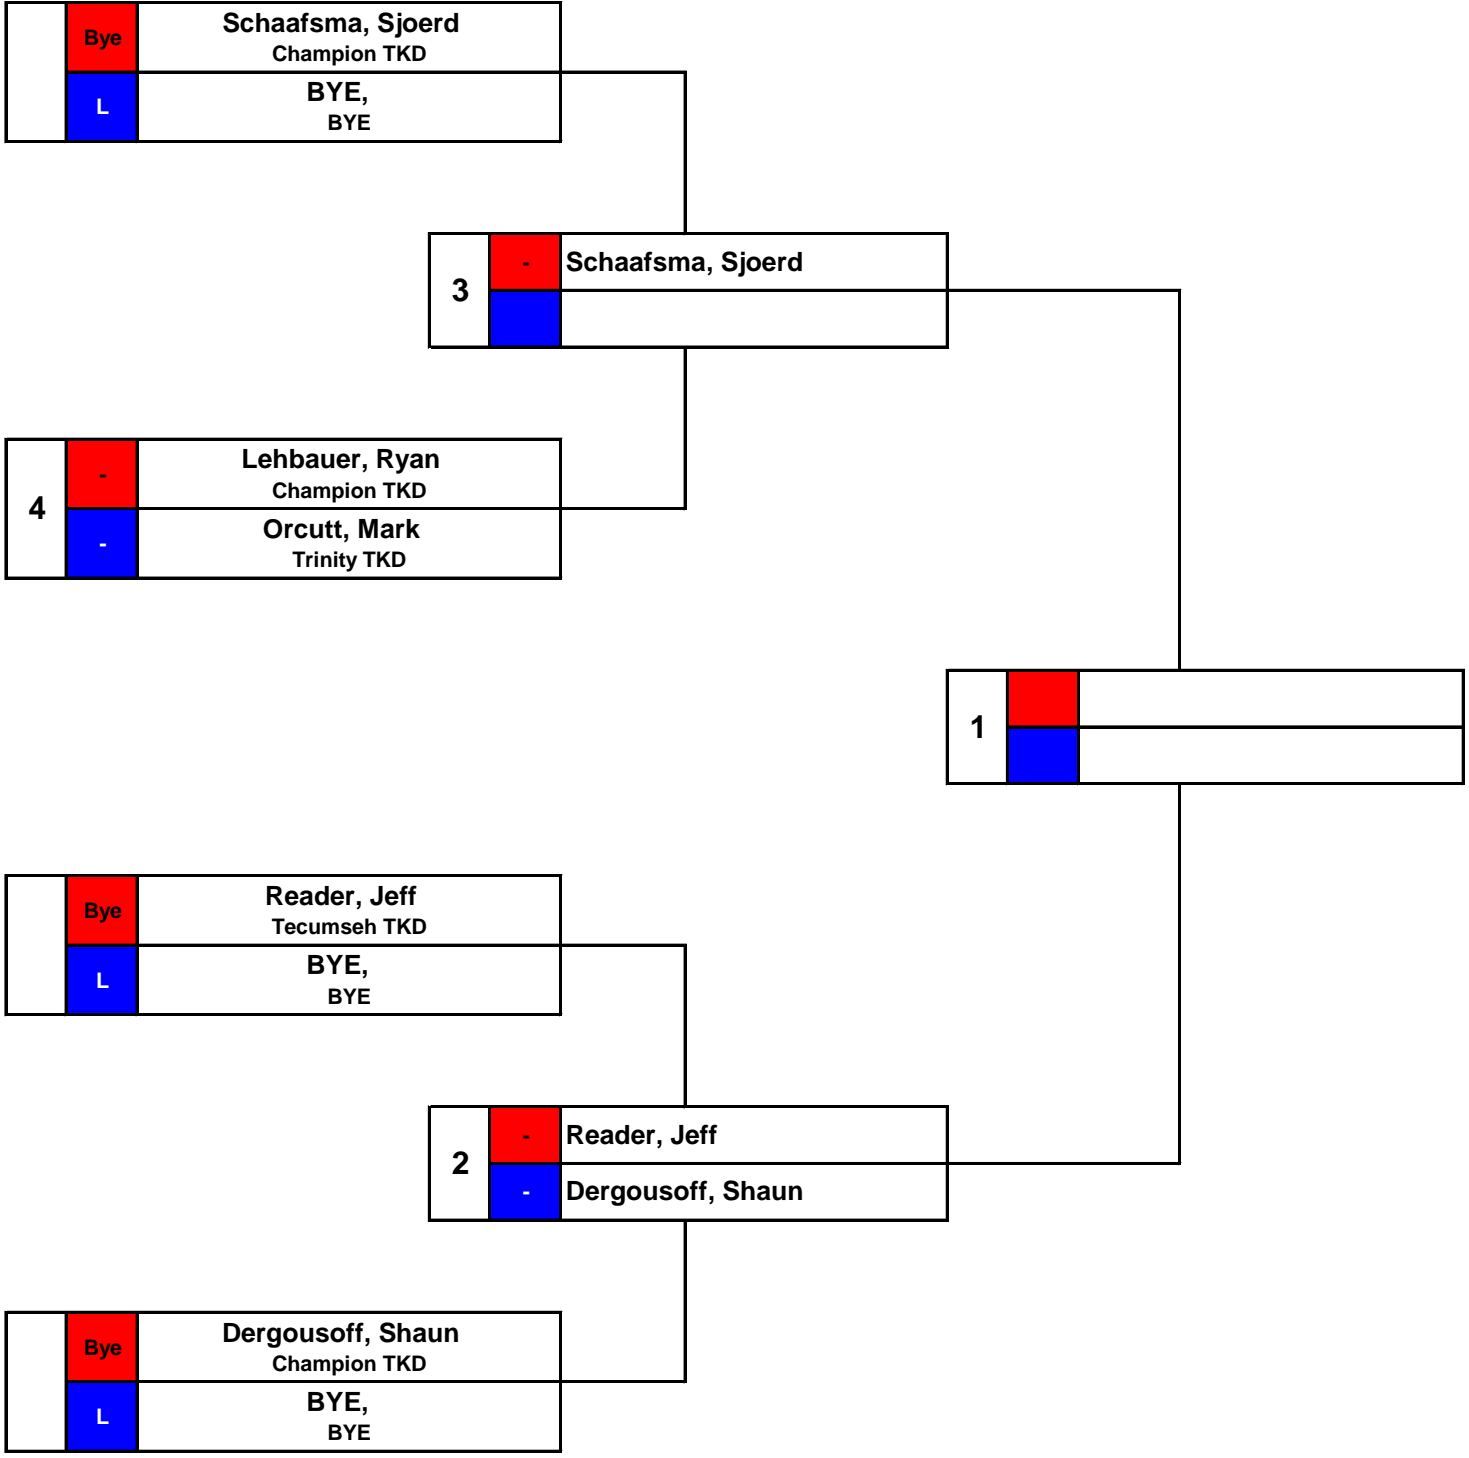 Bye
Schaafsma, Sjoerd
Champion TKD
L
BYE,
BYE
3
-
Schaafsma, Sjoerd
4
-
Lehbauer, Ryan
Champion TKD
-
Orcutt, Mark
Trinity TKD
1
Bye
Reader, Jeff
Tecumseh TKD
L
BYE,
BYE
2
-
Reader, Jeff
-
Dergousoff, Shaun
Bye
Dergousoff, Shaun
Champion TKD
L
BYE,
BYE